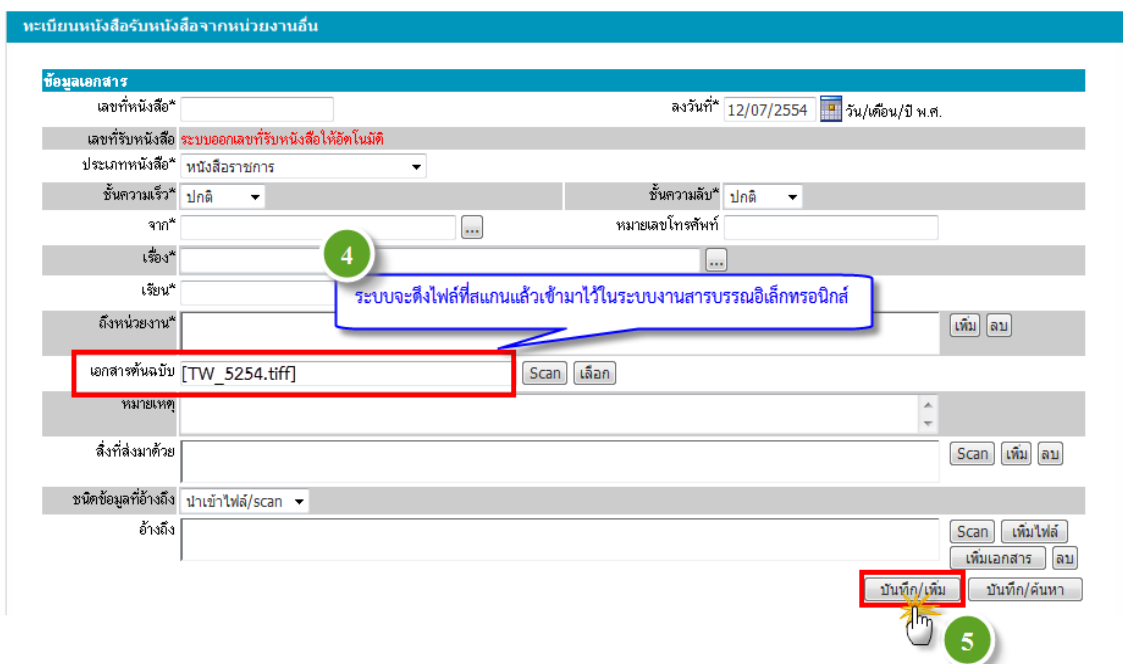 ทะเบียนหนังสือรับหนังสือจากหน่วยงานอื่น
ข้อมูลเอกสาร
เลขที่หนังสือ* ลงวันที่* 12/07/2554 วัน/เดือน/ปี พ.ศ.
เลขที่รับหนังสือ ระบบออกเลขที่รับหนังสือให้อัตโนมัติ
ประเภทหนังสือ* หนังสือราชการ
ชั้นความเร็ว* ปกติ ชั้นความลับ* ปกติ
จาก* ... หมายเลขโทรศัพท์
4
เรื่อง* ...
เรียน* ระบบจะดึงไฟล์ที่สแกนแล้วเข้ามาไว้ในระบบงานสารบรรณอิเล็กทรอนิกส์
ถึงหน่วยงาน* เพิ่ม ลบ
เอกสารต้นฉบับ [TW_5254.tiff] Scan เลือก
หมายเหตุ
สิ่งที่ส่งมาด้วย Scan เพิ่ม ลบ
ชนิดข้อมูลที่อ้างถึง นำเข้าไฟล์/scan
อ้างถึง Scan เพิ่มไฟล์
เพิ่มเอกสาร ลบ
บันทึก/เพิ่ม บันทึก/ค้นหา
5